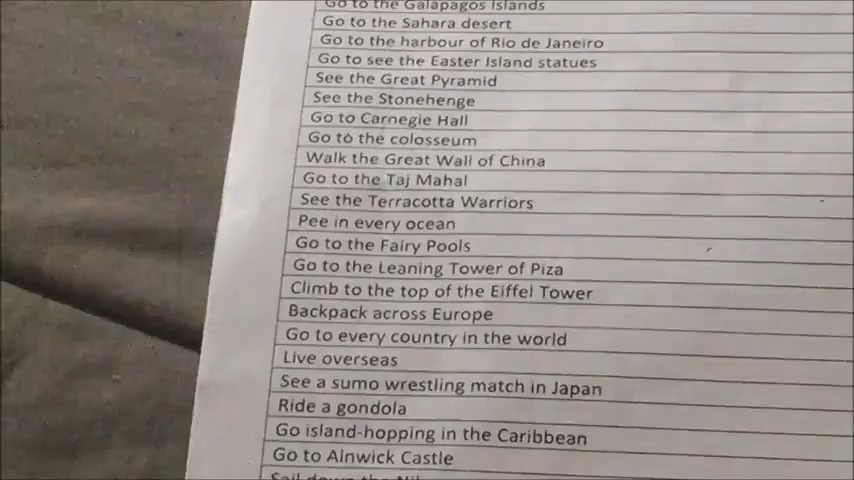 Go to the Galapagos Islands
Go to the Sahara desert
Go to the harbour of Rio de Janeiro
Go to see the Easter Island statues
See the Great Pyramid
See the Stonehenge
Go to Carnegie Hall
Go to the colosseum
Walk the Great Wall of China
Go to the Taj Mahal
See the Terracotta Warriors
Pee in every ocean
Go to the Fairy Pools
Go to the Leaning Tower of Piza
Climb to the top of the Eiffel Tower
Backpack across Europe
Go to every country in the world
Live overseas
See a sumo wrestling match in Japan
Ride a gondola
Go island-hopping in the Caribbean
Go to Alnwick Castle
Sail down the